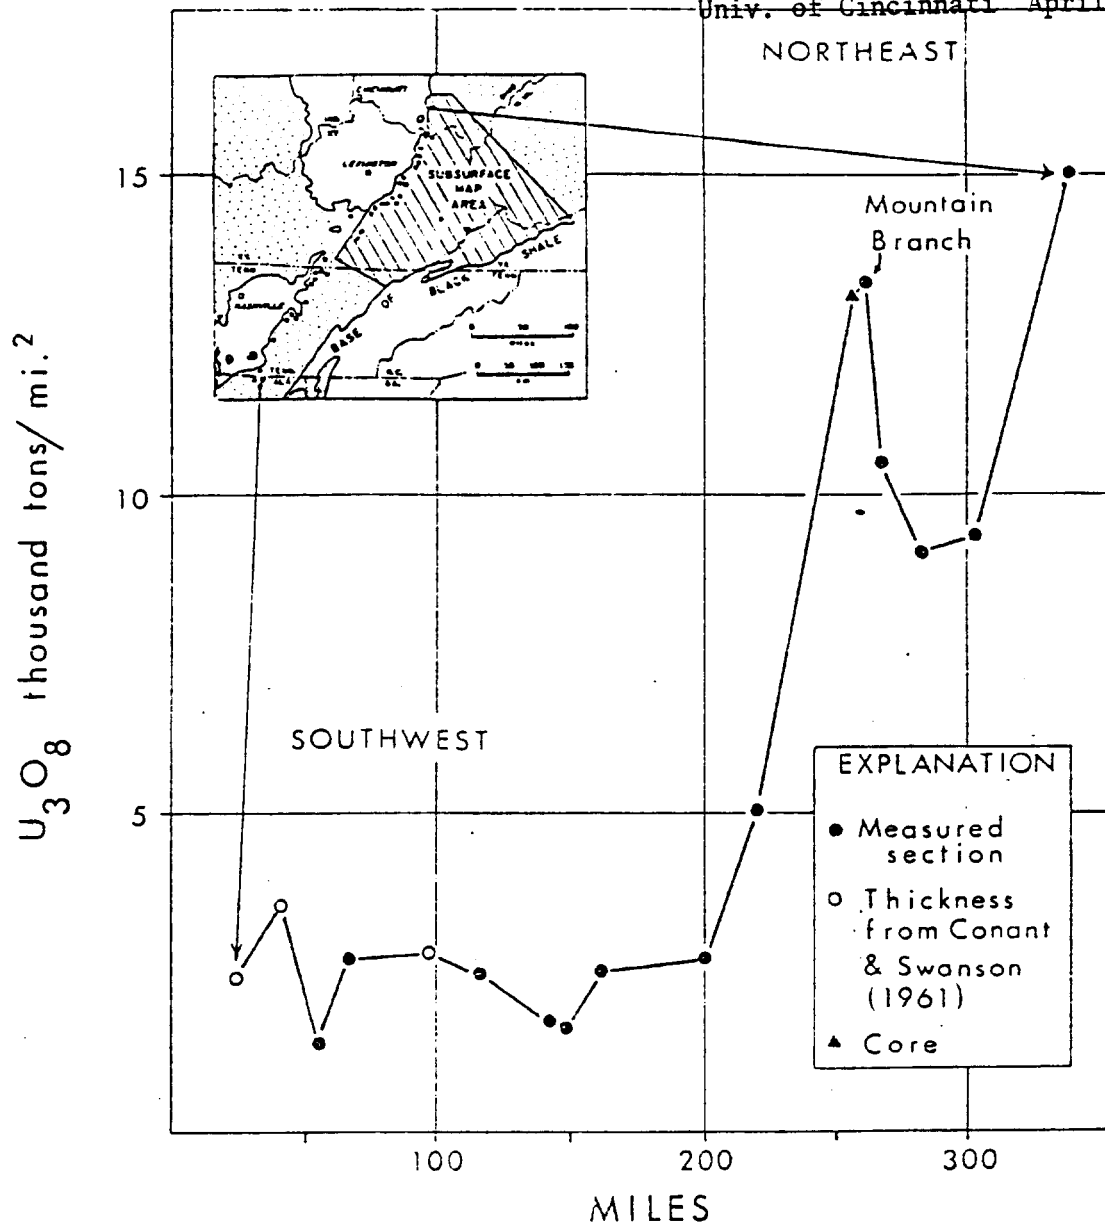 Univ. of Cincinnati April
NORTHEAST
CINCINNATI
LEXINGTON
SUBSURFACE
MAP
AREA
NASHVILLE
BASE OF BLACK SHALE
Mountain
Branch
15
10
5
U3O8 thousand tons/mi.2
SOUTHWEST
EXPLANATION
Measured
section
Thickness
from Conant
& Swanson
(1961)
Core
100
200
300
MILES